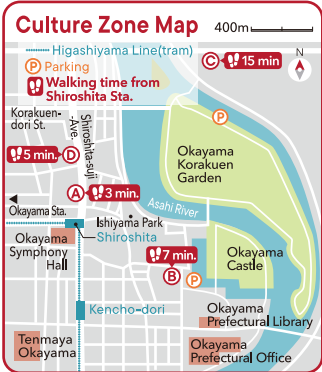 Culture Zone Map
400m
Higashiyama Line(tram)
P Parking
Walking time from
Shiroshita Sta.
N
C 15 min
P
Korakuen-
dori St.
Shiroshita-suji
-Ave.
5 min. D
Okayama
Korakuen
Garden
A 3 min.
Okayama Sta.
Ishiyama Park
Asahi River
Shiroshita
Okayama
Symphony
Hall
7 min.
B
P
Okayama
Castle
Kencho-dori
Okayama
Prefectural Library
Tenmaya
Okayama
Okayama
Prefectural Office